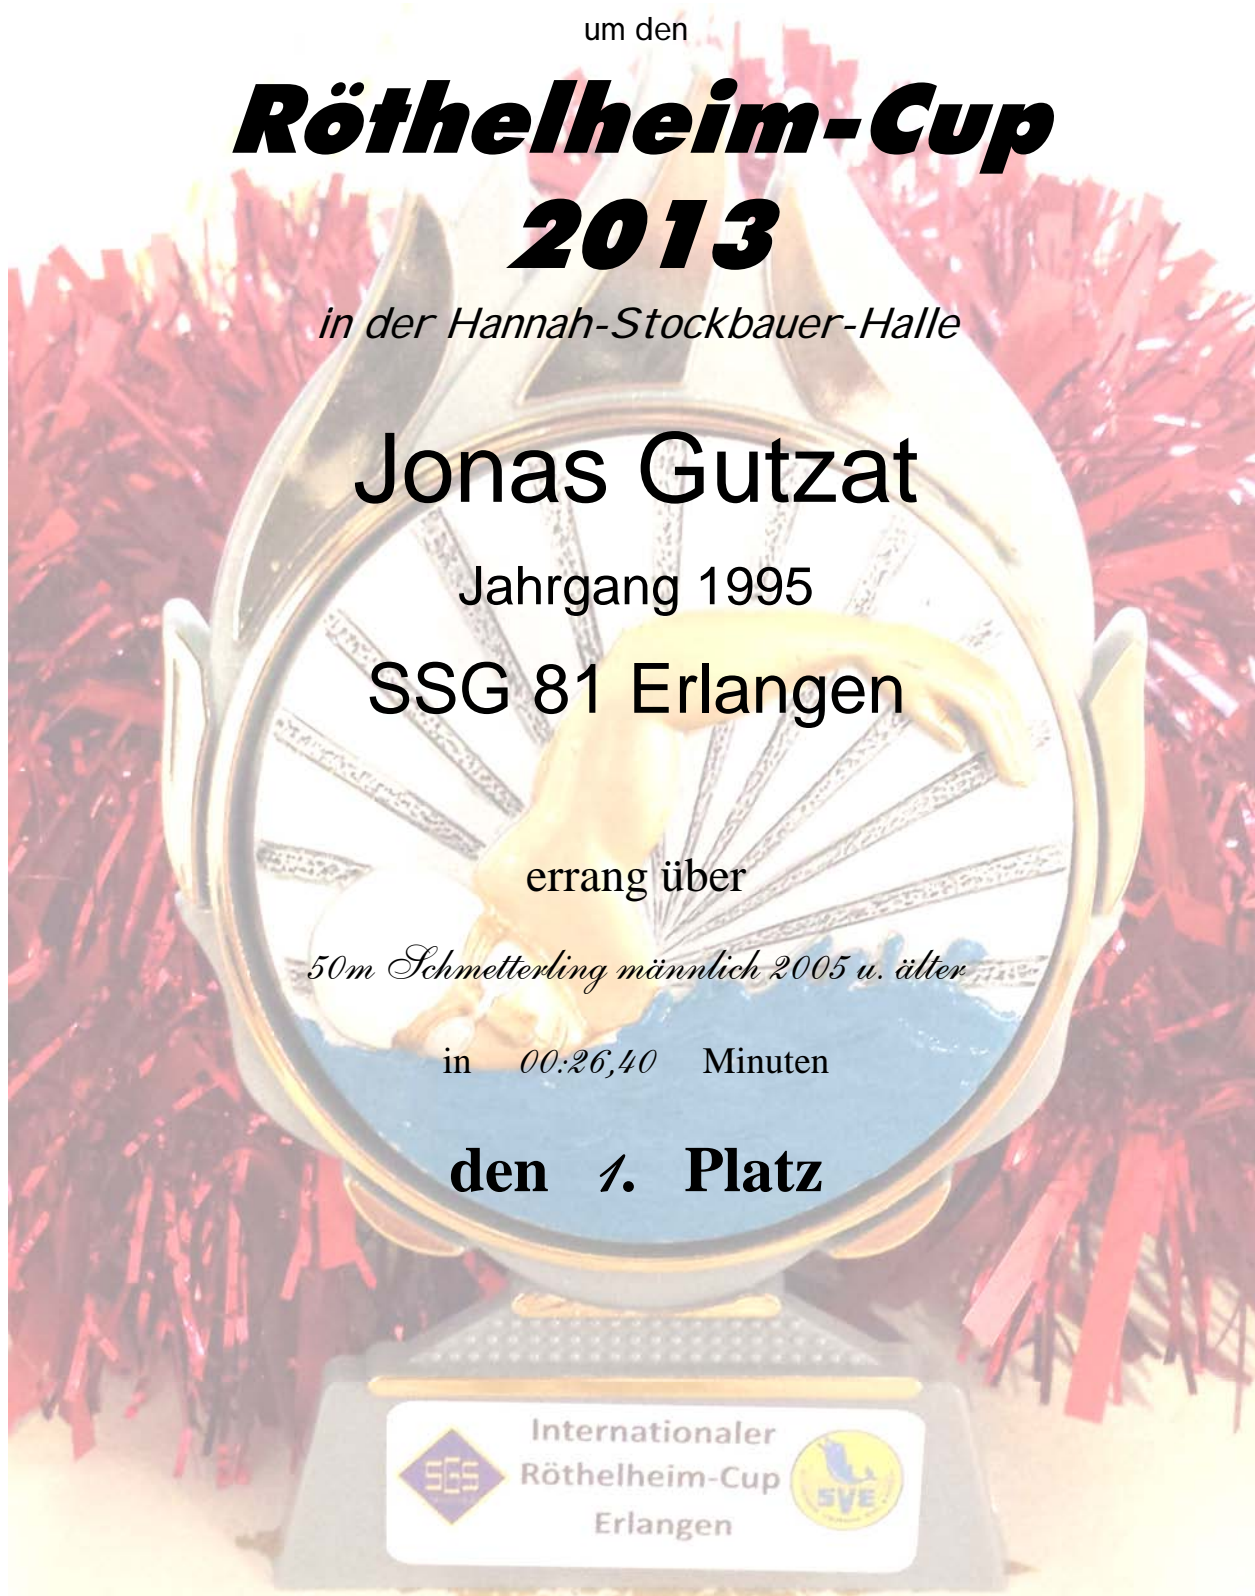 um den
Röthelheim-Cup
2013
in der Hannah-Stockbauer-Halle
Jonas Gutzat
Jahrgang 1995
SSG 81 Erlangen
errang über
50m Schmetterling männlich 2005 u. älter
in 00:26,40 Minuten
den 1. Platz
Internationaler
SGS Röthelheim-Cup SVE
Erlangen